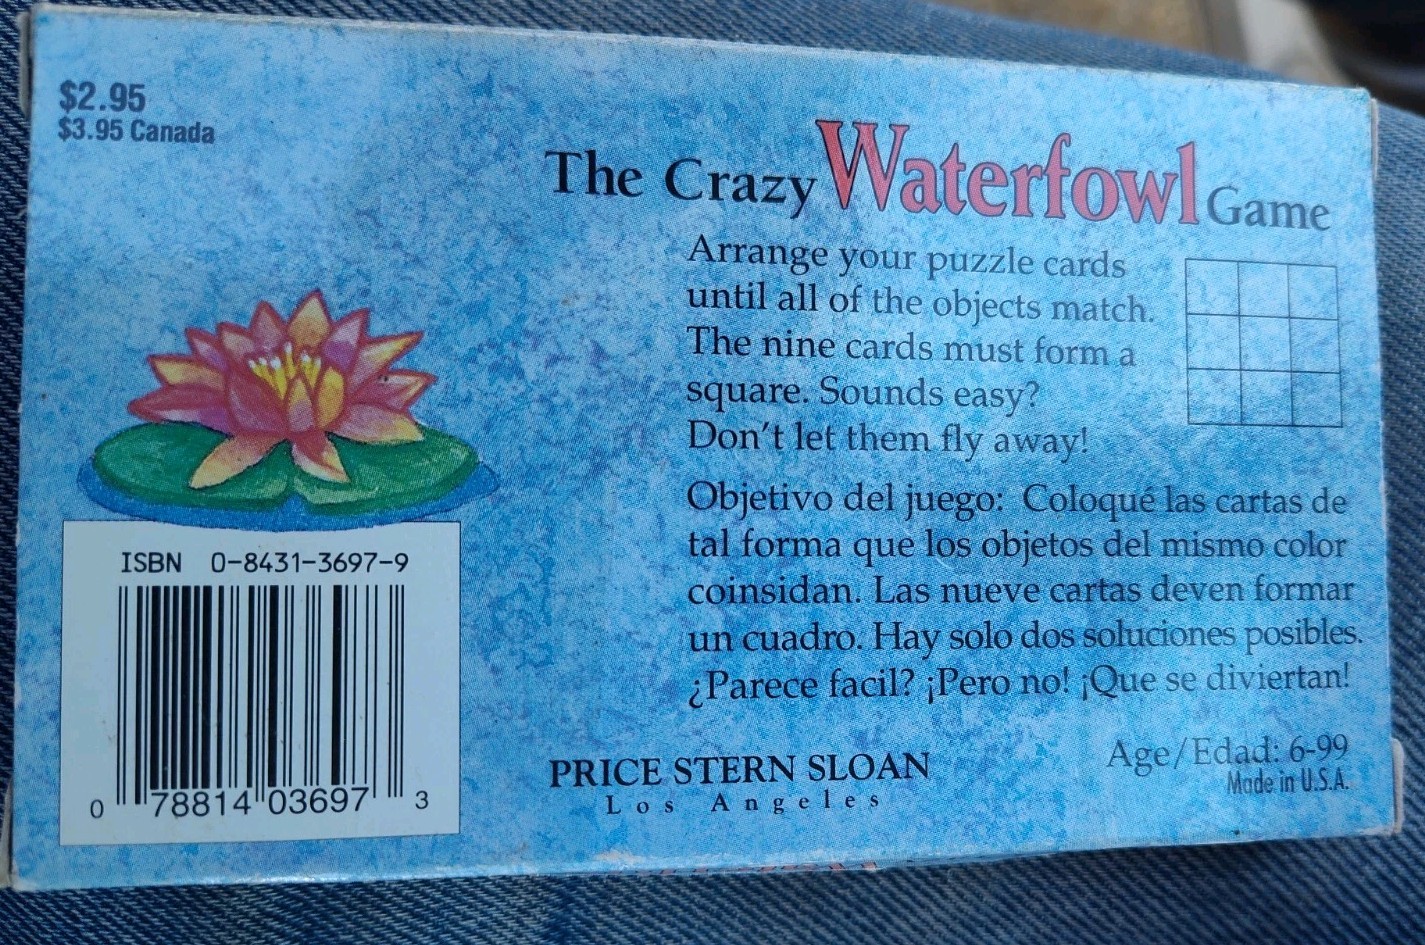 $2.95
$3.95 Canada
The Crazy Waterfowl Game
Arrange your puzzle cards
until all of the objects match.
The nine cards must form a
square. Sounds easy?
Don't let them fly away!
Objetivo del juego: Coloqué las cartas de
tal forma que los objetos del mismo color
coinsidan. Las nueve cartas deven formar
un cuadro. Hay solo dos soluciones posibles.
¿Parece facil? ¡Pero no! ¡Que se diviertan!
ISBN 0-8431-3697-9
0 78814 03697 3
PRICE STERN SLOAN
Los Angeles
Age/Edad: 6-99
Made in U.S.A.